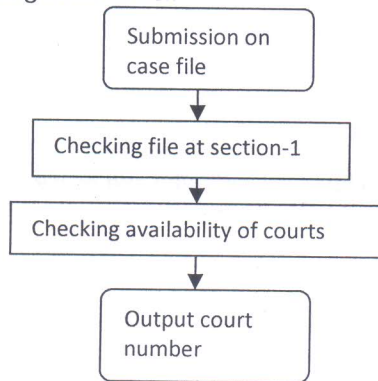 Submission on
case file
Checking file at section-1
Checking availability of courts
Output court
number